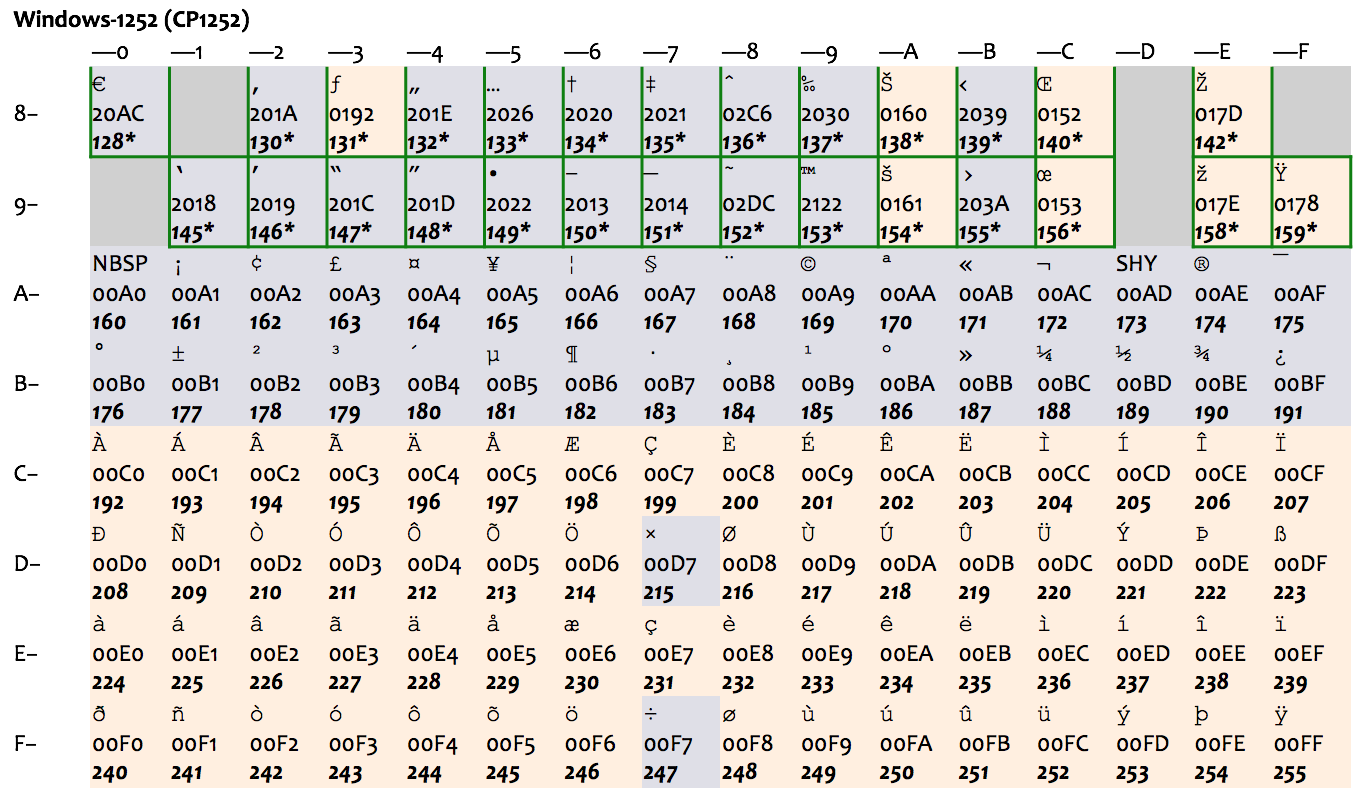 Windows-1252 (CP1252)
—0 —1 —2 —3 —4 —5 —6 —7 —8 —9 —A —B —C —D —E —F
€ ‚ ƒ „ … † ‡ ˆ ‰ Š ‹ Œ Ž
8– 20AC 201A 0192 201E 2026 2020 2021 02C6 2030 0160 2039 0152 017D
128* 130* 131* 132* 133* 134* 135* 136* 137* 138* 139* 140* 142*
‘ ’ “ ” • – — ˜ ™ š › œ ž Ÿ
9– 2018 2019 201C 201D 2022 2013 2014 02DC 2122 0161 203A 0153 017E 0178
145* 146* 147* 148* 149* 150* 151* 152* 153* 154* 155* 156* 158* 159*
NBSP ¡ ¢ £ ¤ ¥ ¦ § ¨ © ª « ¬ SHY ® ¯
A– 00A0 00A1 00A2 00A3 00A4 00A5 00A6 00A7 00A8 00A9 00AA 00AB 00AC 00AD 00AE 00AF
160 161 162 163 164 165 166 167 168 169 170 171 172 173 174 175
° ± ² ³ ´ µ ¶ · ¸ ¹ º » ¼ ½ ¾ ¿
B– 00B0 00B1 00B2 00B3 00B4 00B5 00B6 00B7 00B8 00B9 00BA 00BB 00BC 00BD 00BE 00BF
176 177 178 179 180 181 182 183 184 185 186 187 188 189 190 191
À Á Â Ã Ä Å Æ Ç È É Ê Ë Ì Í Î Ï
C– 00C0 00C1 00C2 00C3 00C4 00C5 00C6 00C7 00C8 00C9 00CA 00CB 00CC 00CD 00CE 00CF
192 193 194 195 196 197 198 199 200 201 202 203 204 205 206 207
Ð Ñ Ò Ó Ô Õ Ö × Ø Ù Ú Û Ü Ý Þ ß
D– 00D0 00D1 00D2 00D3 00D4 00D5 00D6 00D7 00D8 00D9 00DA 00DB 00DC 00DD 00DE 00DF
208 209 210 211 212 213 214 215 216 217 218 219 220 221 222 223
à á â ã ä å æ ç è é ê ë ì í î ï
E– 00E0 00E1 00E2 00E3 00E4 00E5 00E6 00E7 00E8 00E9 00EA 00EB 00EC 00ED 00EE 00EF
224 225 226 227 228 229 230 231 232 233 234 235 236 237 238 239
ð ñ ò ó ô õ ö ÷ ø ù ú û ü ý þ ÿ
F– 00F0 00F1 00F2 00F3 00F4 00F5 00F6 00F7 00F8 00F9 00FA 00FB 00FC 00FD 00FE 00FF
240 241 242 243 244 245 246 247 248 249 250 251 252 253 254 255